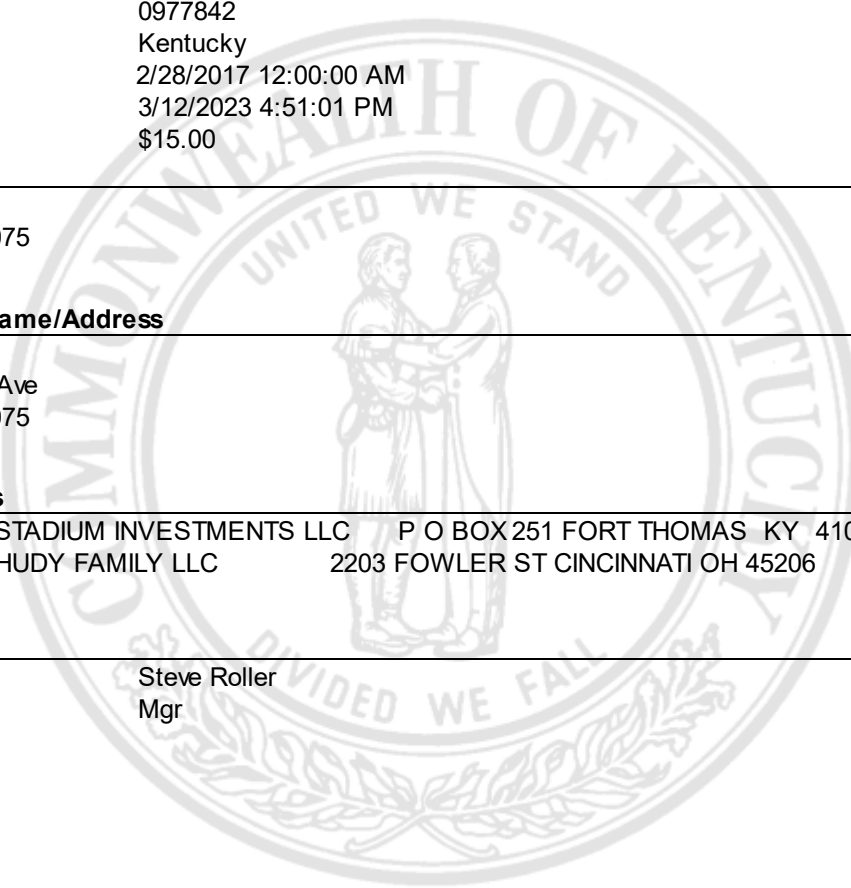 0977842
Kentucky
2/28/2017 12:00:00 AM
3/12/2023 4:51:01 PM
$15.00
COMMONWEALTH OF KENTUCKY
UNITED WE STAND
075
ame/Address
Ave
075
s
STADIUM INVESTMENTS LLC P O BOX 251 FORT THOMAS KY 410
HUDY FAMILY LLC 2203 FOWLER ST CINCINNATI OH 45206
DIVIDED WE FALL
Steve Roller
Mgr